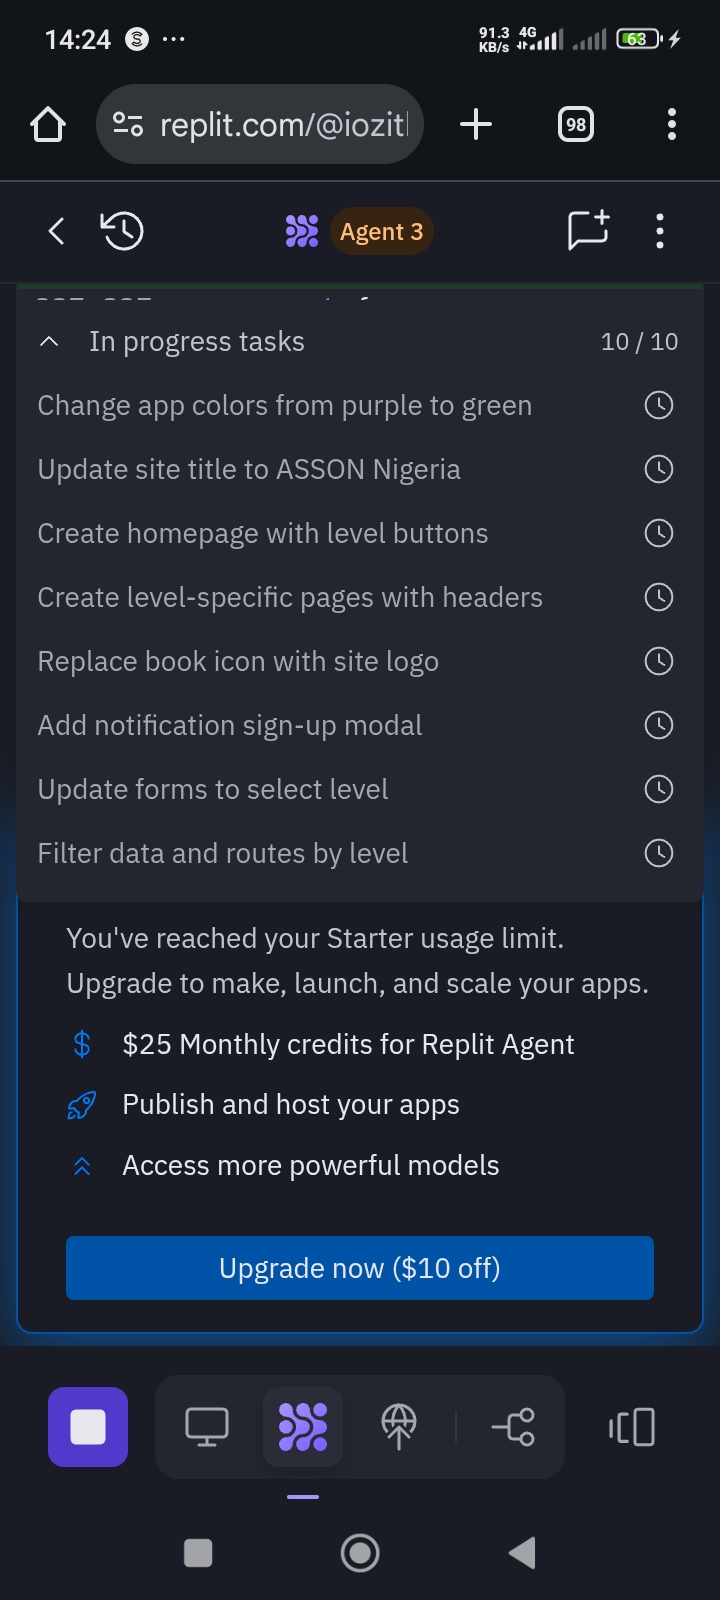 14:24
91.3
KB/s
4G
63
replit.com/@iozit
98
Agent 3
In progress tasks
10 / 10
Change app colors from purple to green
Update site title to ASSON Nigeria
Create homepage with level buttons
Create level-specific pages with headers
Replace book icon with site logo
Add notification sign-up modal
Update forms to select level
Filter data and routes by level
You've reached your Starter usage limit.
Upgrade to make, launch, and scale your apps.
$25 Monthly credits for Replit Agent
Publish and host your apps
Access more powerful models
Upgrade now ($10 off)